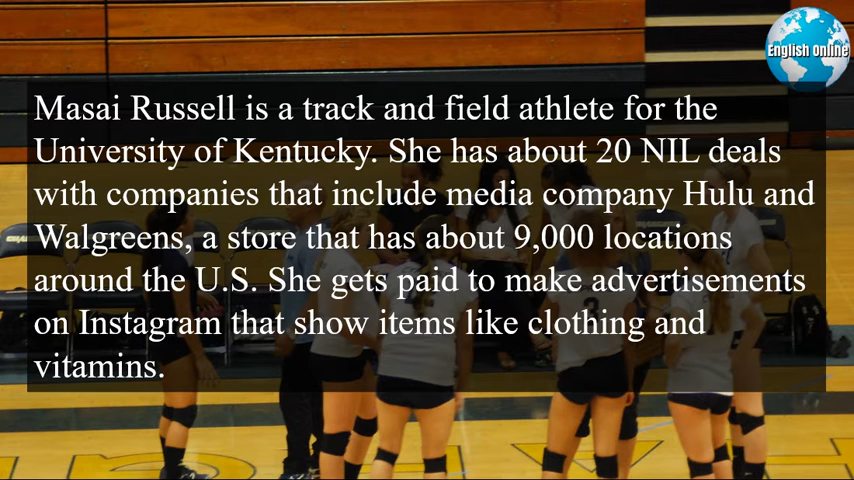 English Online
Masai Russell is a track and field athlete for the
University of Kentucky. She has about 20 NIL deals
with companies that include media company Hulu and
Walgreens, a store that has about 9,000 locations
around the U.S. She gets paid to make advertisements
on Instagram that show items like clothing and
vitamins.
3